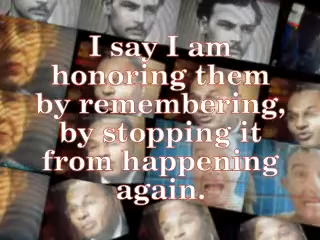 I say I am
honoring them
by remembering,
by stopping it
from happening
again.